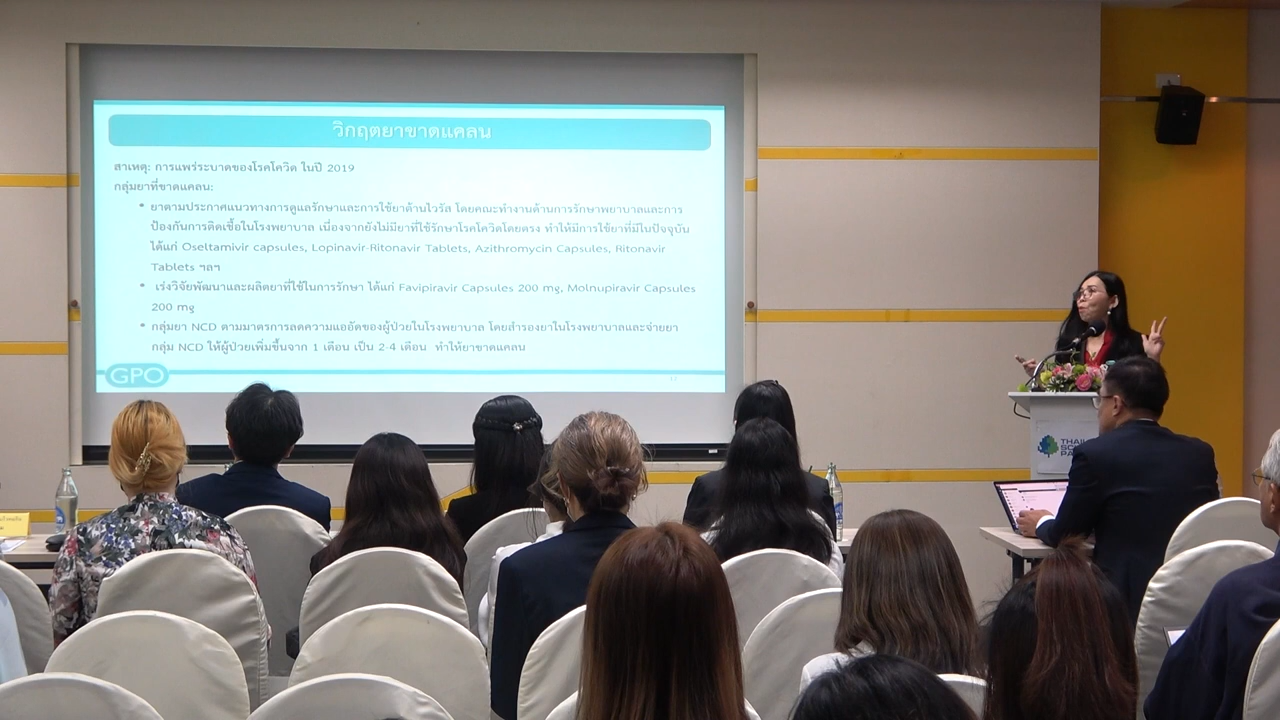 วิกฤตยาขาดแคลน
สาเหตุ: การแพร่ระบาดของโรคโควิด ในปี 2019
กลุ่มยาที่ขาดแคลน:
• ยาตามประกาศแนวทางการดูแลรักษาและการใช้ยาต้านไวรัส โดยคณะทำงานด้านการรักษาพยาบาลและการ
ป้องกันการติดเชื้อในโรงพยาบาล เนื่องจากยังไม่มียาที่ใช้รักษาโรคโควิดโดยตรง ทำให้มีการใช้ยาที่มีในปัจจุบัน
ได้แก่ Oseltamivir capsules, Lopinavir-Ritonavir Tablets, Azithromycin Capsules, Ritonavir
Tablets ฯลฯ
• เร่งวิจัยพัฒนาและผลิตยาที่ใช้ในการรักษา ได้แก่ Favipiravir Capsules 200 mg, Molnupiravir Capsules
200 mg
• กลุ่มยา NCD ตามมาตรการลดความแออัดของผู้ป่วยในโรงพยาบาล โดยสำรองยาในโรงพยาบาลและจ่ายยา
กลุ่ม NCD ให้ผู้ป่วยเพิ่มขึ้นจาก 1 เดือน เป็น 2-4 เดือน ทำให้ยาขาดแคลน
GPO